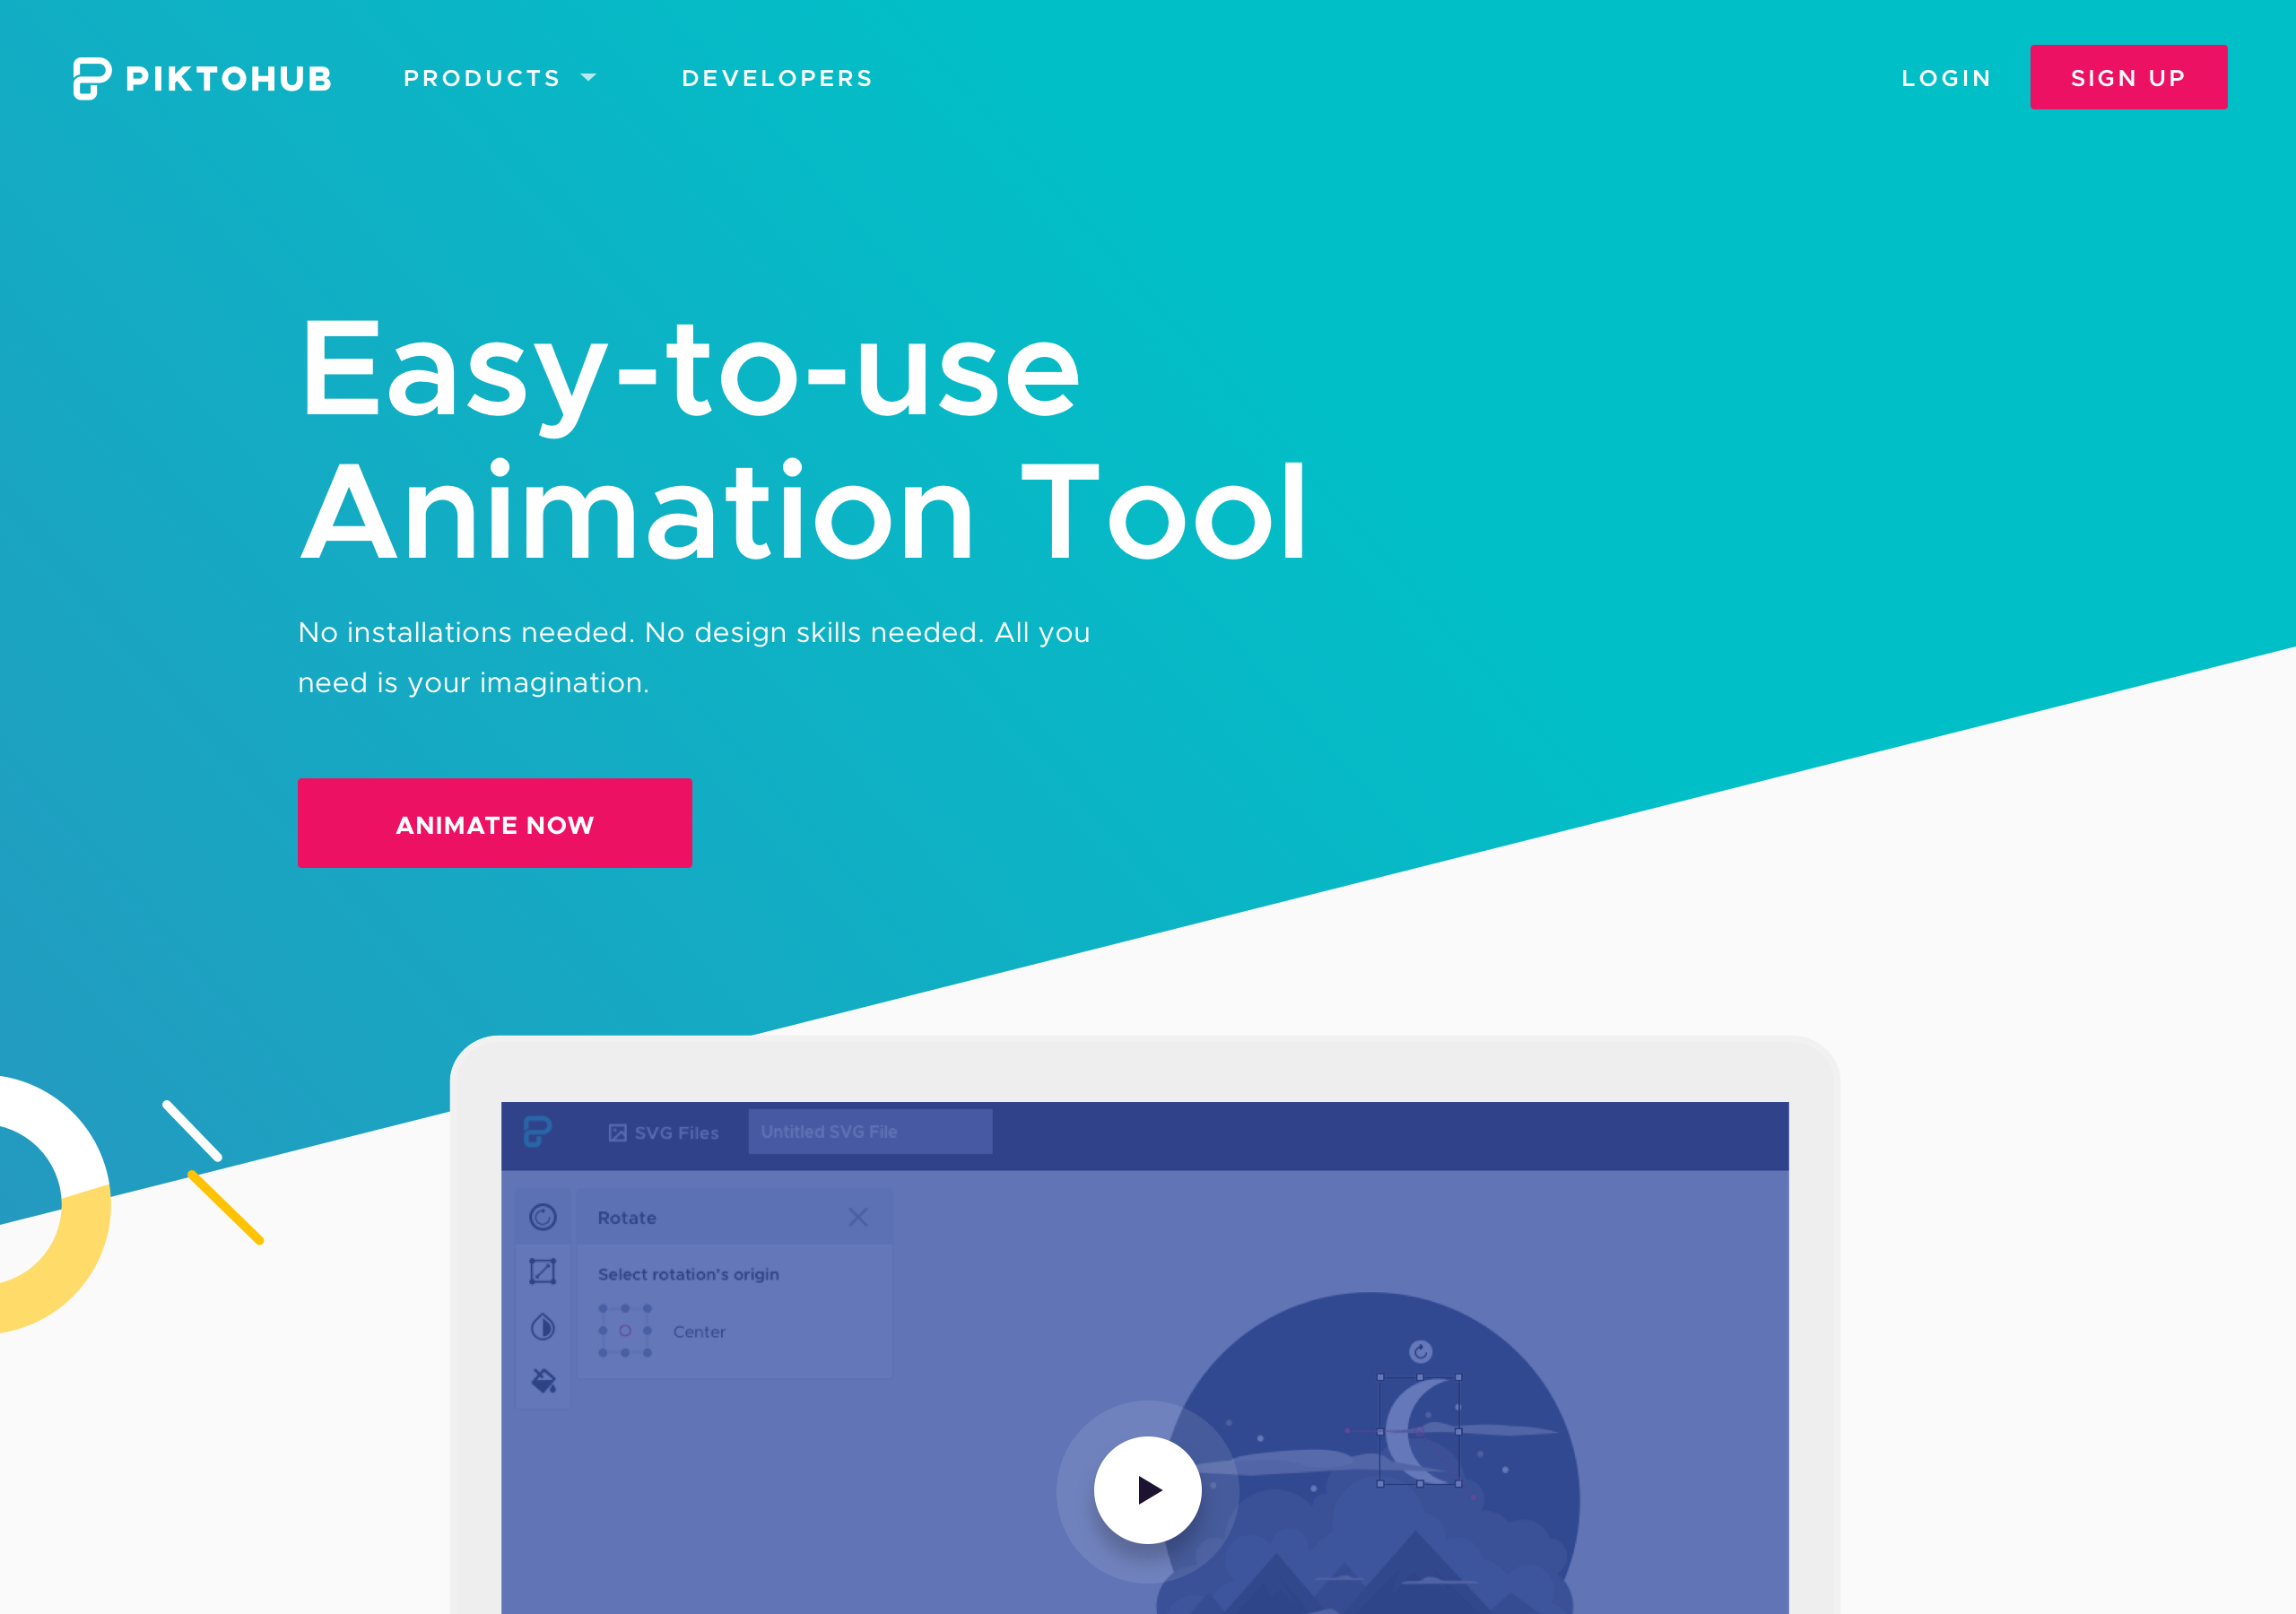 PIKTOHUB
PRODUCTS
DEVELOPERS
LOGIN
SIGN UP
Easy-to-use
Animation Tool
No installations needed. No design skills needed. All you
need is your imagination.
ANIMATE NOW
SVG Files
Untitled SVG File
Rotate
Select rotation's origin
Center